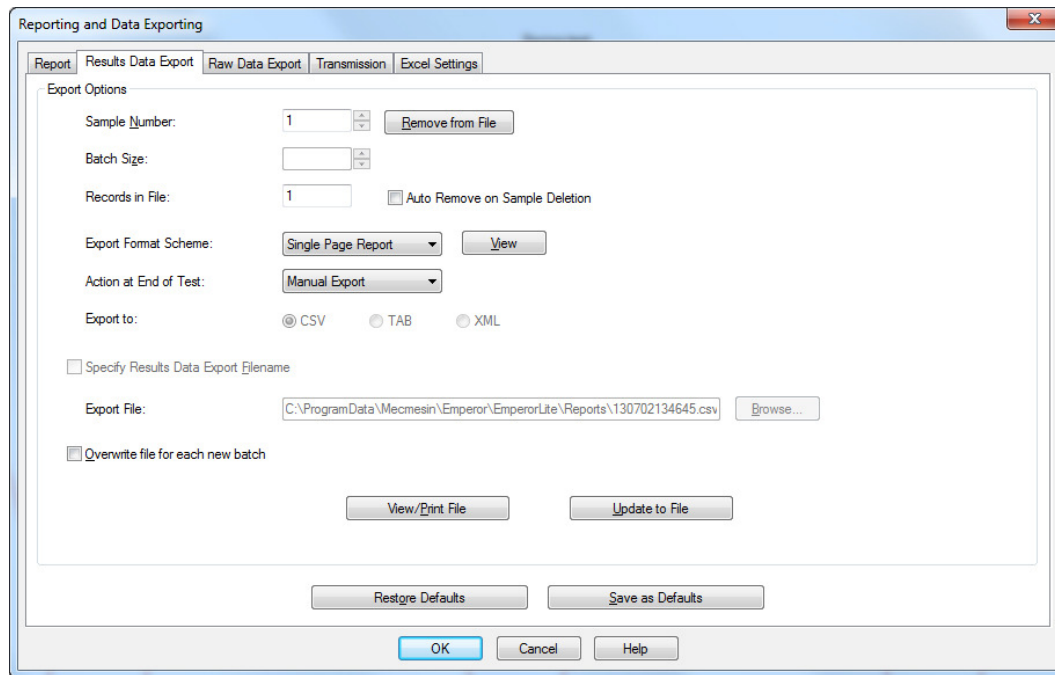 Reporting and Data Exporting
Report Results Data Export Raw Data Export Transmission Excel Settings
Export Options
Sample Number: 1 Remove from File
Batch Size:
Records in File: 1 Auto Remove on Sample Deletion
Export Format Scheme: Single Page Report View
Action at End of Test: Manual Export
Export to: CSV TAB XML
Specify Results Data Export Filename
Export File: C:\ProgramData\Mecmesin\Emperor\EmperorLite\Reports\130702134645.csv Browse...
Overwrite file for each new batch
View/Print File Update to File
Restore Defaults Save as Defaults
OK Cancel Help